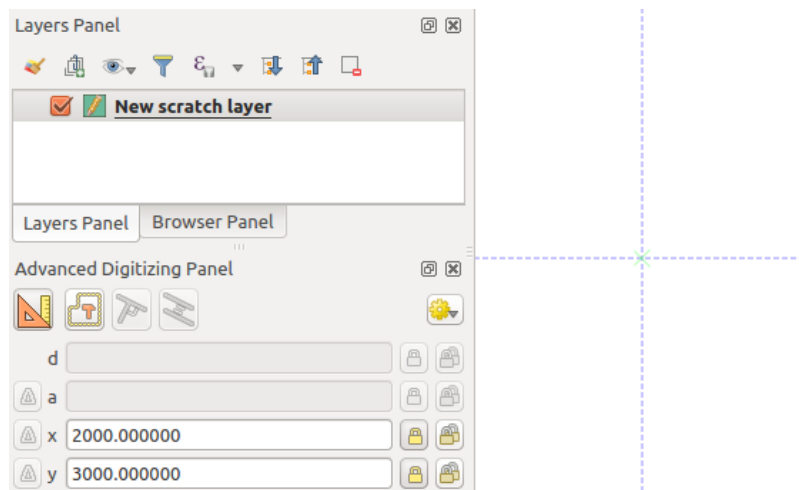 Layers Panel
New scratch layer
Layers Panel Browser Panel
Advanced Digitizing Panel
d
a
x 2000.000000
y 3000.000000